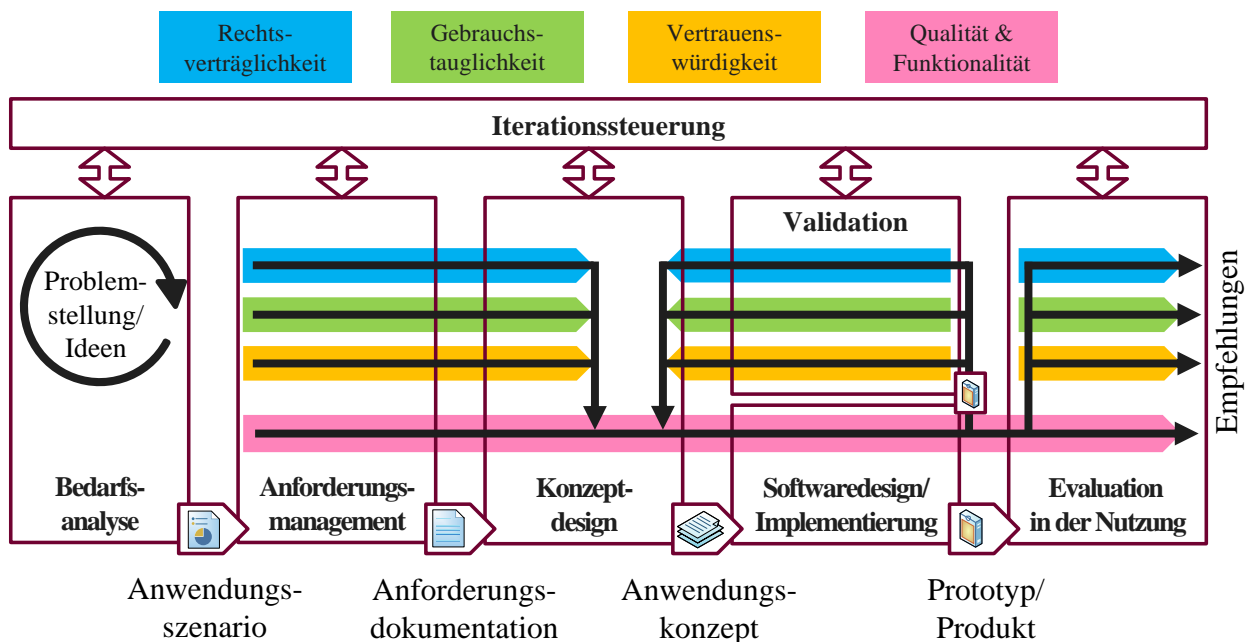 Rechts-
verträglichkeit
Gebrauchs-
tauglichkeit
Vertrauens-
würdigkeit
Qualität &
Funktionalität
Iterationssteuerung
Validation
Problem-
stellung/
Ideen
Empfehlungen
Bedarfs-
analyse
Anforderungs-
management
Konzept-
design
Softwaredesign/
Implementierung
Evaluation
in der Nutzung
Anwendungs-
szenario
Anforderungs-
dokumentation
Anwendungs-
konzept
Prototyp/
Produkt